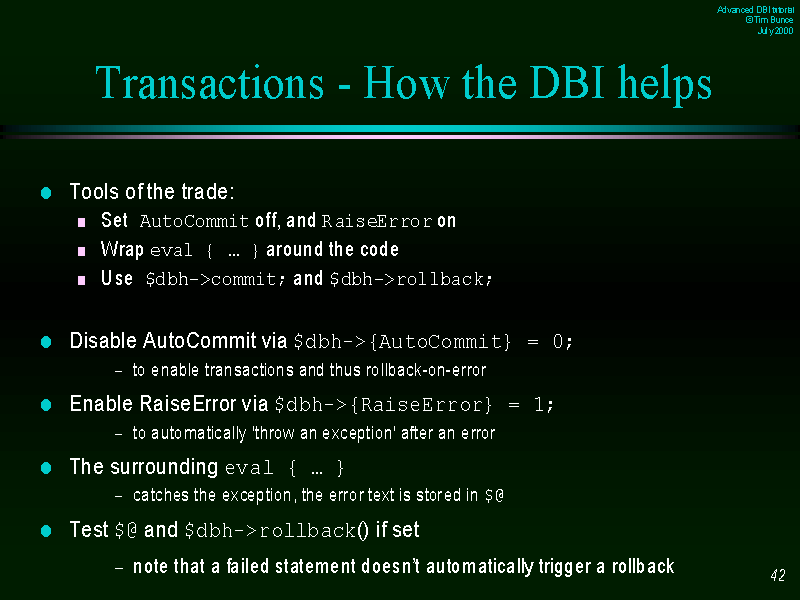 Advanced DBI tutorial
© Tim Bunce
July 2000
Transactions - How the DBI helps
Tools of the trade:
Set AutoCommit off, and RaiseError on
Wrap eval { … } around the code
Use $dbh->commit; and $dbh->rollback;
Disable AutoCommit via $dbh->{AutoCommit} = 0;
– to enable transactions and thus rollback-on-error
Enable RaiseError via $dbh->{RaiseError} = 1;
– to automatically 'throw an exception' after an error
The surrounding eval { … }
– catches the exception, the error text is stored in $@
Test $@ and $dbh->rollback() if set
– note that a failed statement doesn't automatically trigger a rollback
42